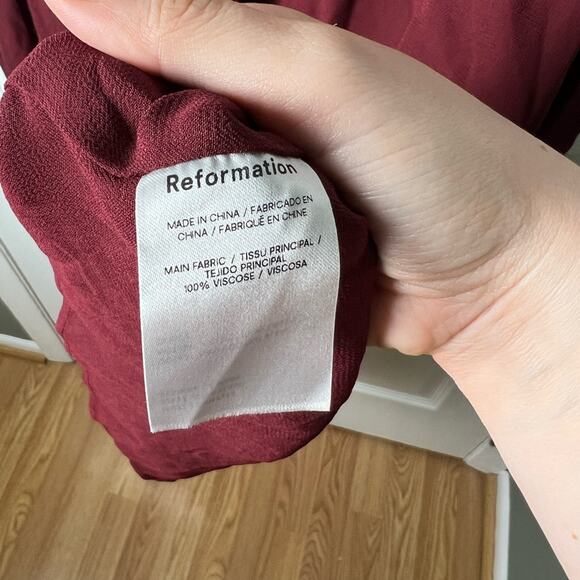 Reformation
MADE IN CHINA / FABRICADO EN
CHINA / FABRIQUÉ EN CHINE
MAIN FABRIC / TISSU PRINCIPAL /
TEJIDO PRINCIPAL
100% VISCOSE / VISCOSA